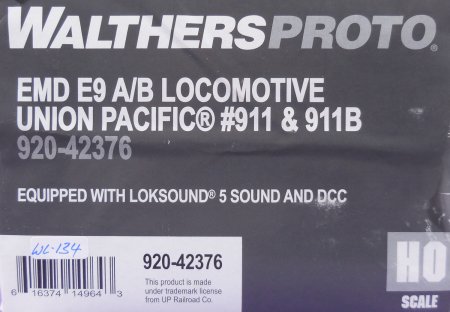 WALTHERSPROTO®
EMD E9 A/B LOCOMOTIVE
UNION PACIFIC® #911 & 911B
920-42376
EQUIPPED WITH LOKSOUND® 5 SOUND AND DCC
WL-134
6 16374 14964 3
920-42376
This product is made
under trademark license
from UP Railroad Co.
HO
SCALE